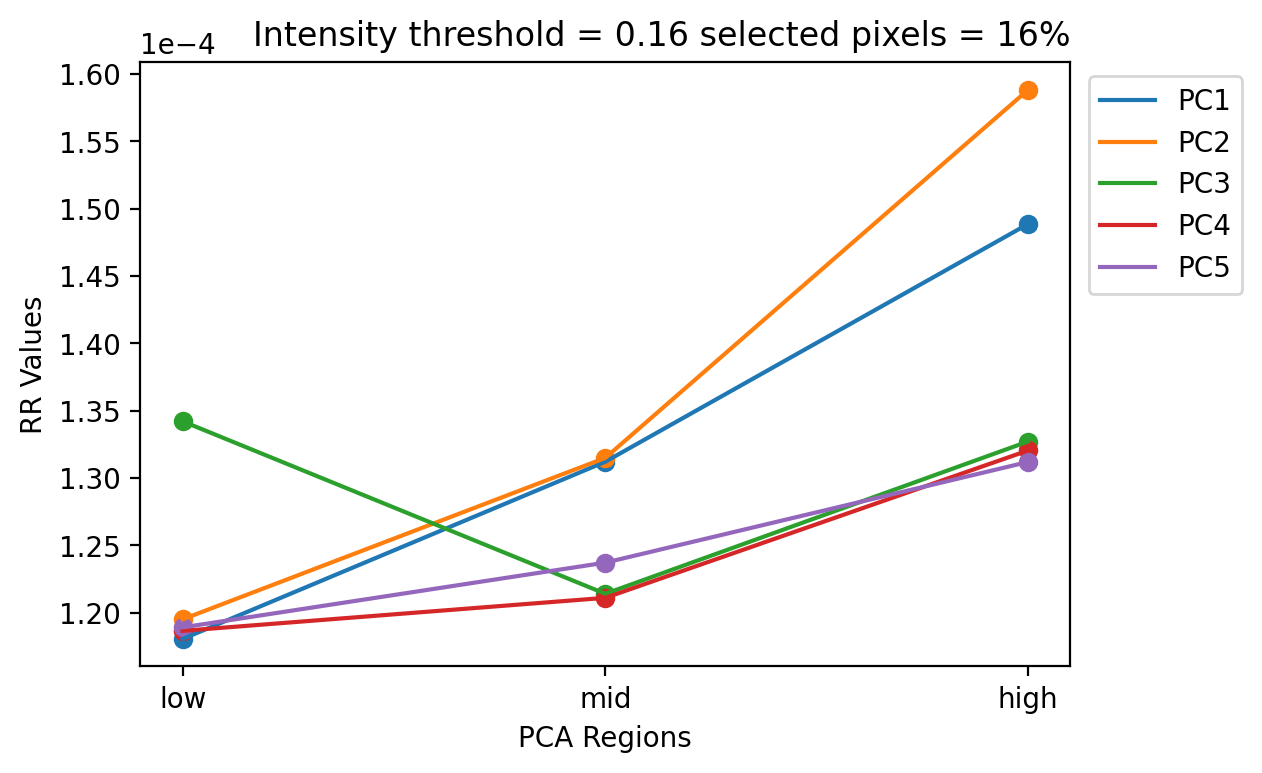 Intensity threshold = 0.16 selected pixels = 16%
1e−4
1.60
1.55
1.50
1.45
1.40
1.35
1.30
1.25
1.20
RR Values
low
mid
high
PCA Regions
PC1
PC2
PC3
PC4
PC5